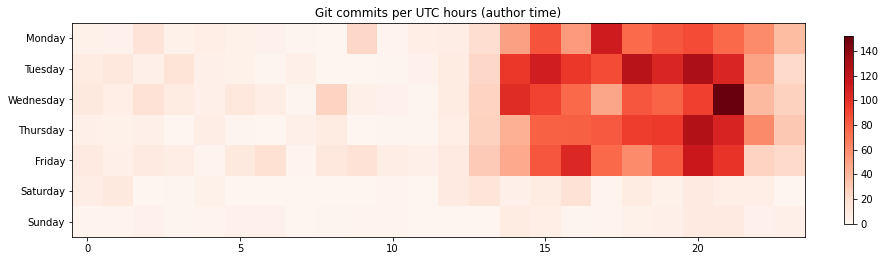 Git commits per UTC hours (author time)
Monday
Tuesday
Wednesday
Thursday
Friday
Saturday
Sunday
0 5 10 15 20
140
120
100
80
60
40
20
0